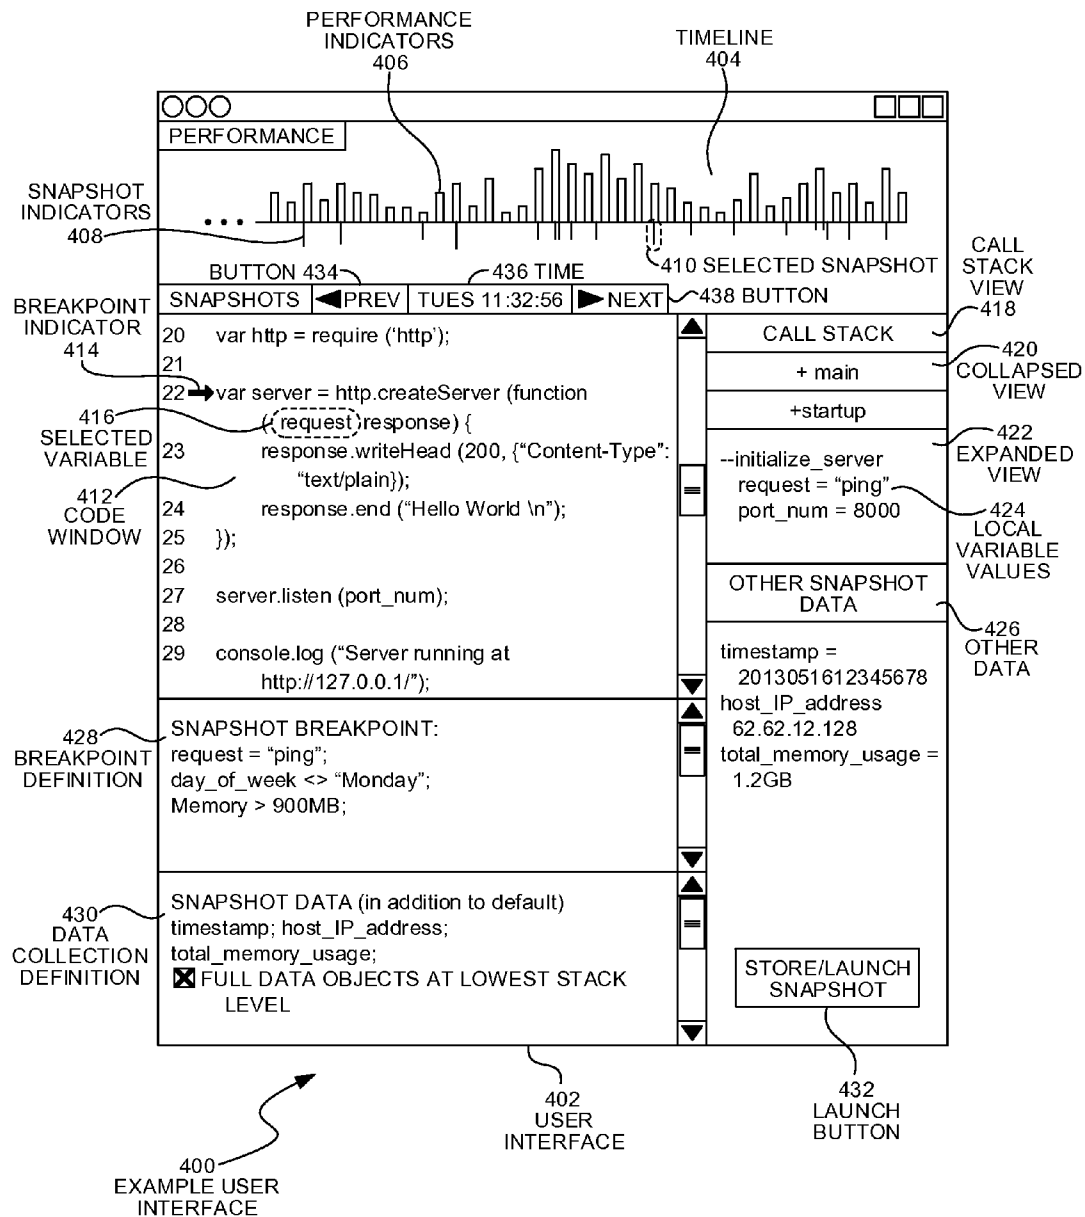 PERFORMANCE
INDICATORS
406
TIMELINE
404
PERFORMANCE
SNAPSHOT
INDICATORS
408
BUTTON 434
436 TIME
410 SELECTED SNAPSHOT
438 BUTTON
CALL
STACK
VIEW
418
SNAPSHOTS
PREV
TUES 11:32:56
NEXT
BREAKPOINT
INDICATOR
414
416
SELECTED
VARIABLE
412
CODE
WINDOW
20 var http = require (‘http’);
21
22 var server = http.createServer (function
( request response) {
23 response.writeHead (200, {“Content-Type”:
“text/plain});
24 response.end (“Hello World \n”);
25 });
26
27 server.listen (port_num);
28
29 console.log (“Server running at
http://127.0.0.1/”);
CALL STACK
+ main
+startup
--initialize_server
request = “ping”
port_num = 8000
420
COLLAPSED
VIEW
422
EXPANDED
VIEW
424
LOCAL
VARIABLE
VALUES
OTHER SNAPSHOT
DATA
426
OTHER
DATA
timestamp =
2013051612345678
host_IP_address
62.62.12.128
total_memory_usage =
1.2GB
428
BREAKPOINT
DEFINITION
SNAPSHOT BREAKPOINT:
request = “ping”;
day_of_week <> “Monday”;
Memory > 900MB;
430
DATA
COLLECTION
DEFINITION
SNAPSHOT DATA (in addition to default)
timestamp; host_IP_address;
total_memory_usage;
FULL DATA OBJECTS AT LOWEST STACK
LEVEL
STORE/LAUNCH
SNAPSHOT
402
USER
INTERFACE
432
LAUNCH
BUTTON
400
EXAMPLE USER
INTERFACE